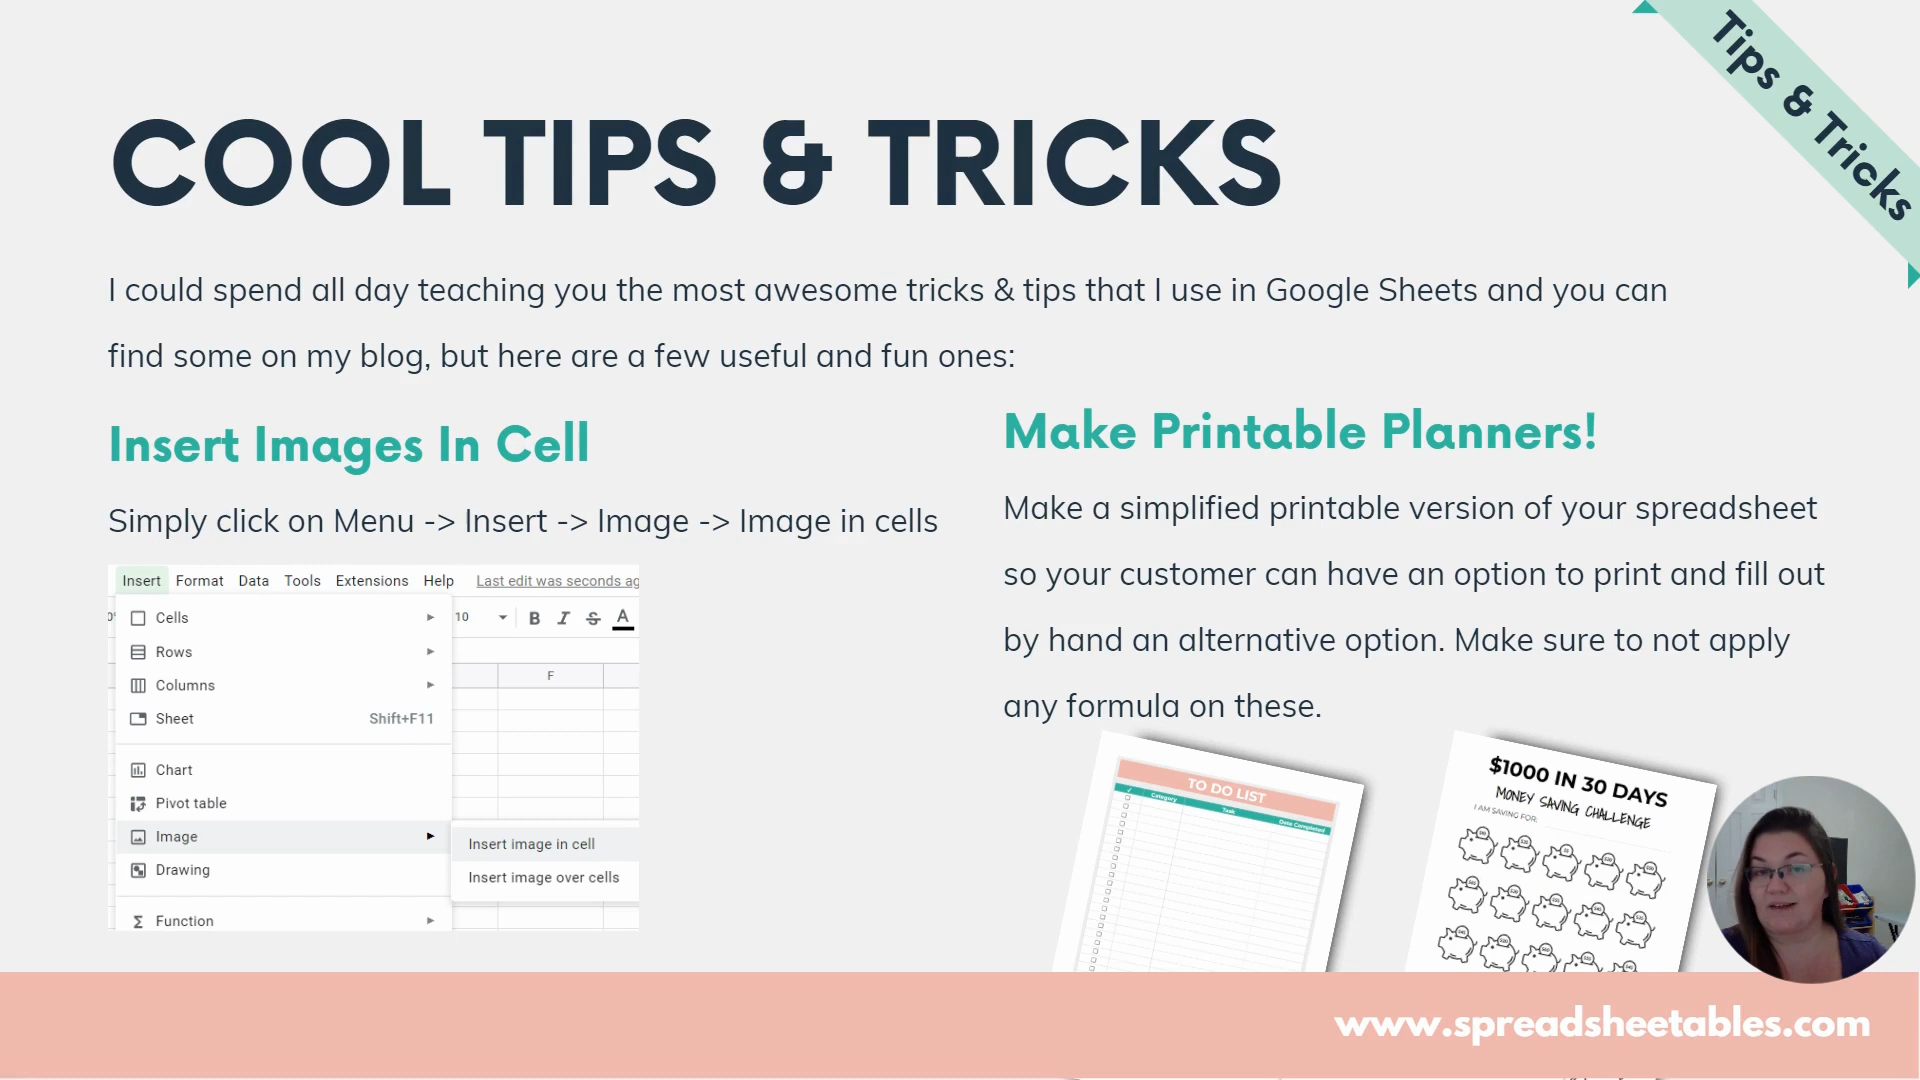 Tips & Tricks
COOL TIPS & TRICKS
I could spend all day teaching you the most awesome tricks & tips that I use in Google Sheets and you can
find some on my blog, but here are a few useful and fun ones:
Insert Images In Cell
Simply click on Menu -> Insert -> Image -> Image in cells
Insert Format Data Tools Extensions Help Last edit was seconds ag
Cells
10 B I S A
Rows
Columns
F
Sheet Shift+F11
Chart
Pivot table
Image
Insert image in cell
Drawing
Insert image over cells
Σ Function
Make Printable Planners!
Make a simplified printable version of your spreadsheet
so your customer can have an option to print and fill out
by hand an alternative option. Make sure to not apply
any formula on these.
TO DO LIST
Category Task Date Completed
$1000 IN 30 DAYS
MONEY SAVING CHALLENGE
I AM SAVING FOR:
www.spreadsheetables.com